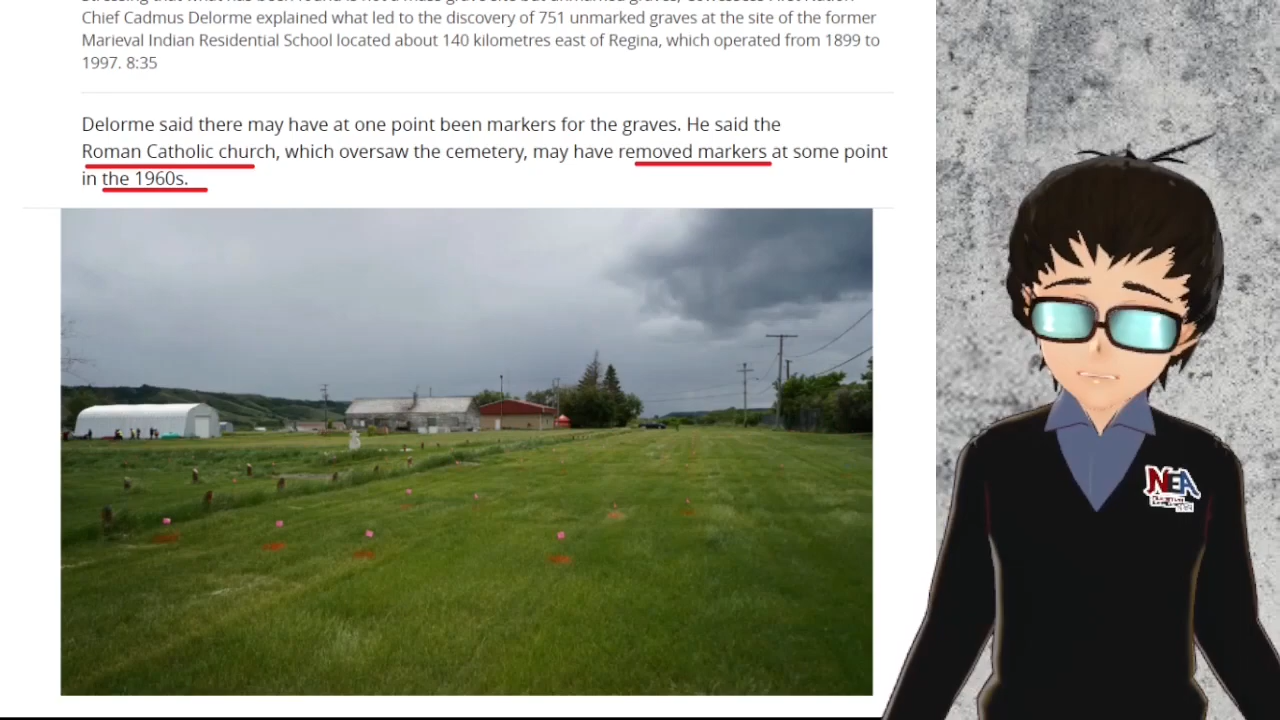 Chief Cadmus Delorme explained what led to the discovery of 751 unmarked graves at the site of the former
Marieval Indian Residential School located about 140 kilometres east of Regina, which operated from 1899 to
1997. 8:35
Delorme said there may have at one point been markers for the graves. He said the
Roman Catholic church, which oversaw the cemetery, may have removed markers at some point
in the 1960s.
NEA